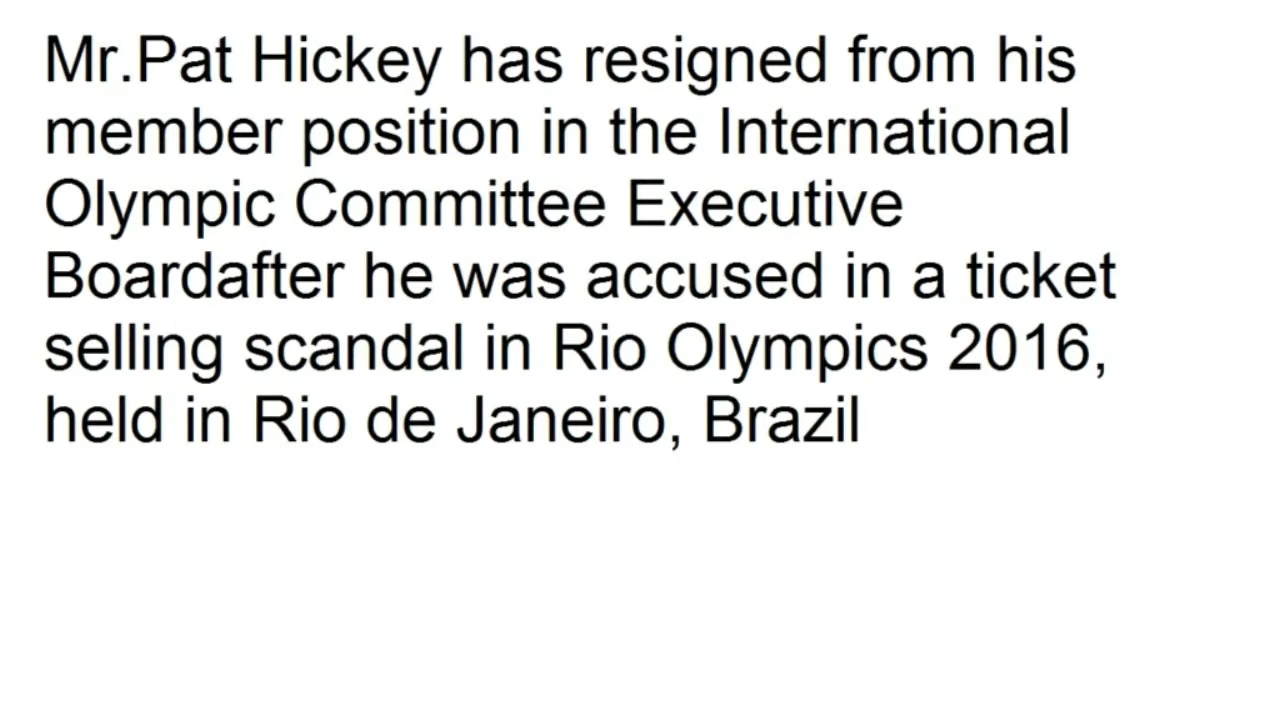 Mr.Pat Hickey has resigned from his
member position in the International
Olympic Committee Executive
Boardafter he was accused in a ticket
selling scandal in Rio Olympics 2016,
held in Rio de Janeiro, Brazil